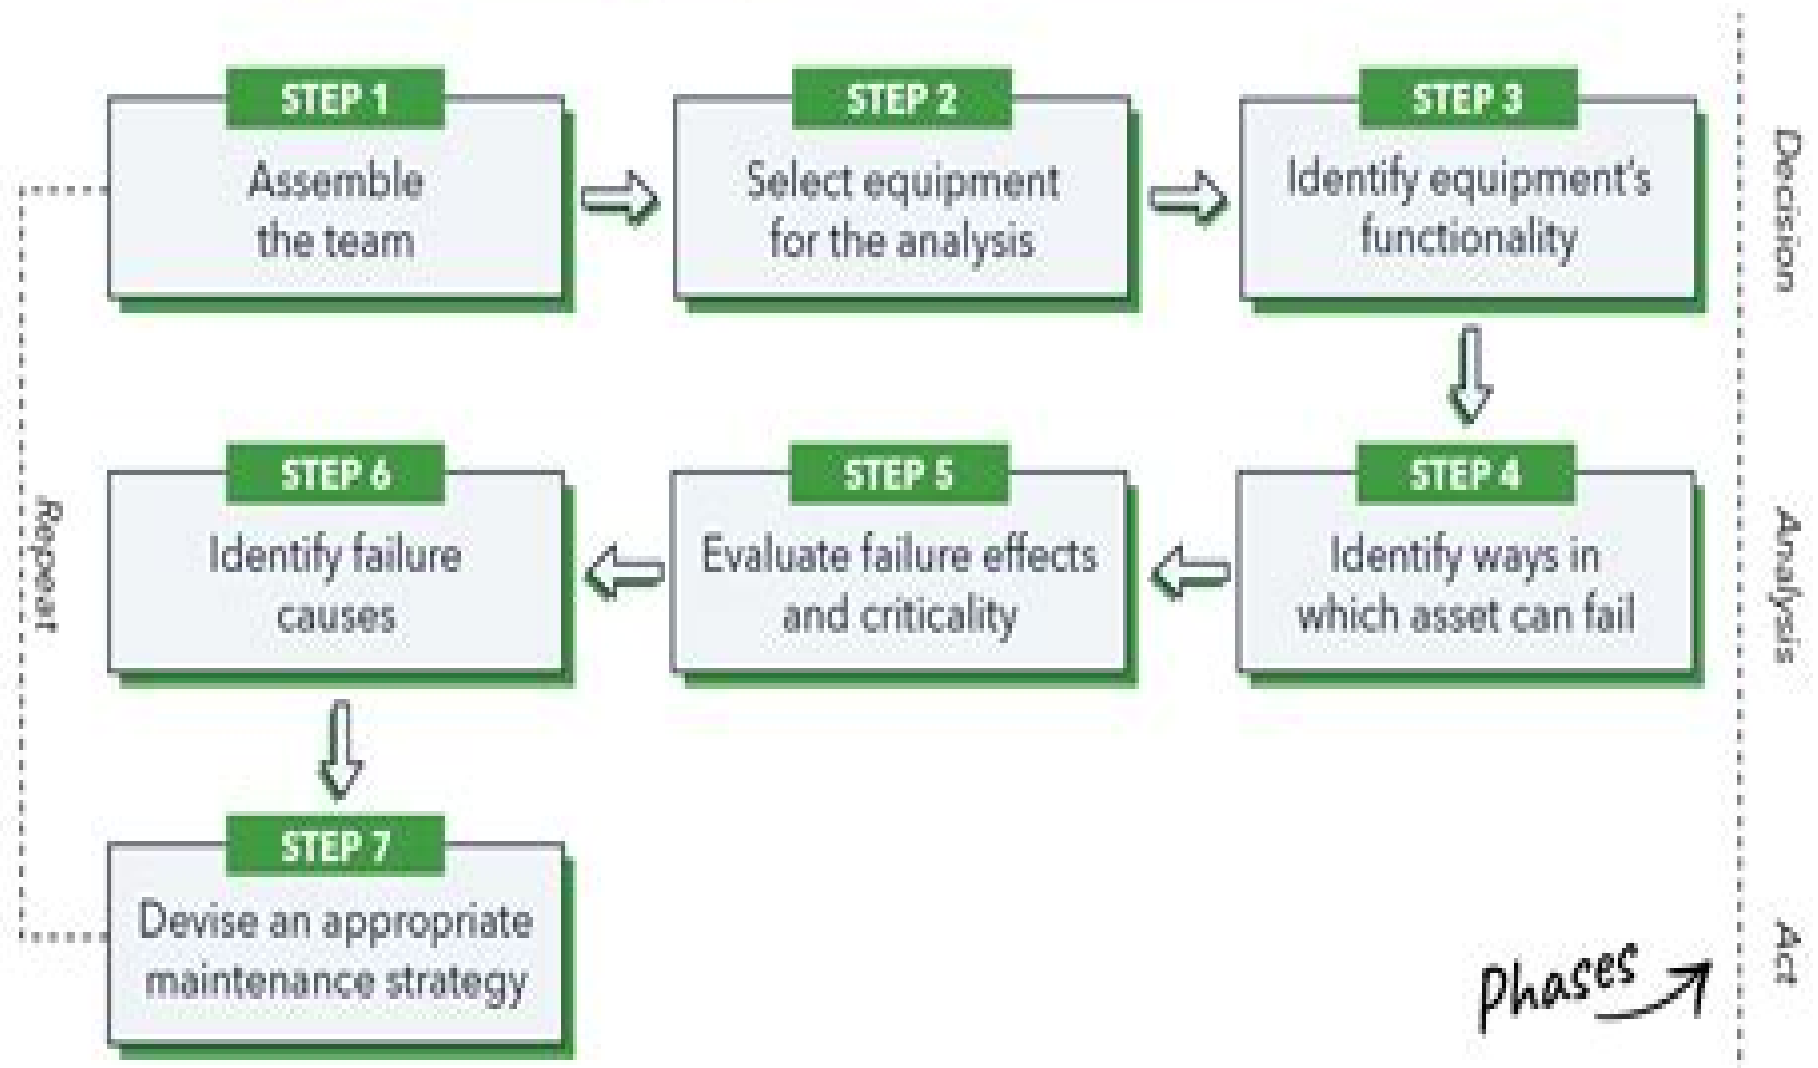 STEP 1
Assemble
the team
STEP 2
Select equipment
for the analysis
STEP 3
Identify equipment's
functionality
Decision
STEP 4
Identify ways in
which asset can fail
STEP 5
Evaluate failure effects
and criticality
STEP 6
Identify failure
causes
Analysis
Repeat
STEP 7
Devise an appropriate
maintenance strategy
Act
Phases